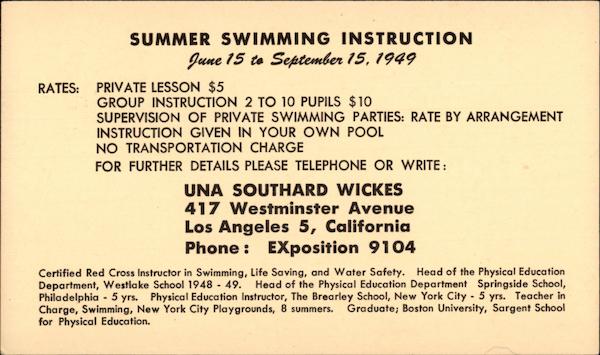 SUMMER SWIMMING INSTRUCTION
June 15 to September 15, 1949
RATES: PRIVATE LESSON $5
GROUP INSTRUCTION 2 TO 10 PUPILS $10
SUPERVISION OF PRIVATE SWIMMING PARTIES: RATE BY ARRANGEMENT
INSTRUCTION GIVEN IN YOUR OWN POOL
NO TRANSPORTATION CHARGE
FOR FURTHER DETAILS PLEASE TELEPHONE OR WRITE:
UNA SOUTHARD WICKES
417 Westminster Avenue
Los Angeles 5, California
Phone: EXposition 9104
Certified Red Cross Instructor in Swimming, Life Saving, and Water Safety. Head of the Physical Education
Department, Westlake School 1948 - 49. Head of the Physical Education Department Springside School,
Philadelphia - 5 yrs. Physical Education Instructor, The Brearley School, New York City - 5 yrs. Teacher in
Charge, Swimming, New York City Playgrounds, 8 summers. Graduate; Boston University, Sargent School
for Physical Education.